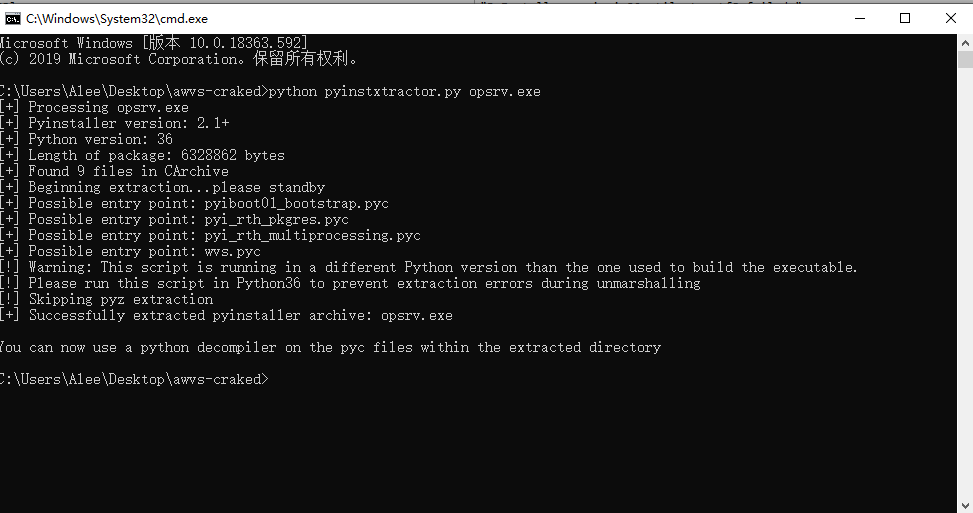 C:\Windows\System32\cmd.exe
Microsoft Windows [版本 10.0.18363.592]
(c) 2019 Microsoft Corporation。保留所有权利。
C:\Users\Alee\Desktop\awvs-craked>python pyinstxtractor.py opsrv.exe
[+] Processing opsrv.exe
[+] Pyinstaller version: 2.1+
[+] Python version: 36
[+] Length of package: 6328862 bytes
[+] Found 9 files in CArchive
[+] Beginning extraction...please standby
[+] Possible entry point: pyiboot01_bootstrap.pyc
[+] Possible entry point: pyi_rth_pkgres.pyc
[+] Possible entry point: pyi_rth_multiprocessing.pyc
[+] Possible entry point: wvs.pyc
[!] Warning: This script is running in a different Python version than the one used to build the executable.
[!] Please run this script in Python36 to prevent extraction errors during unmarshalling
[!] Skipping pyz extraction
[+] Successfully extracted pyinstaller archive: opsrv.exe
You can now use a python decompiler on the pyc files within the extracted directory
C:\Users\Alee\Desktop\awvs-craked>